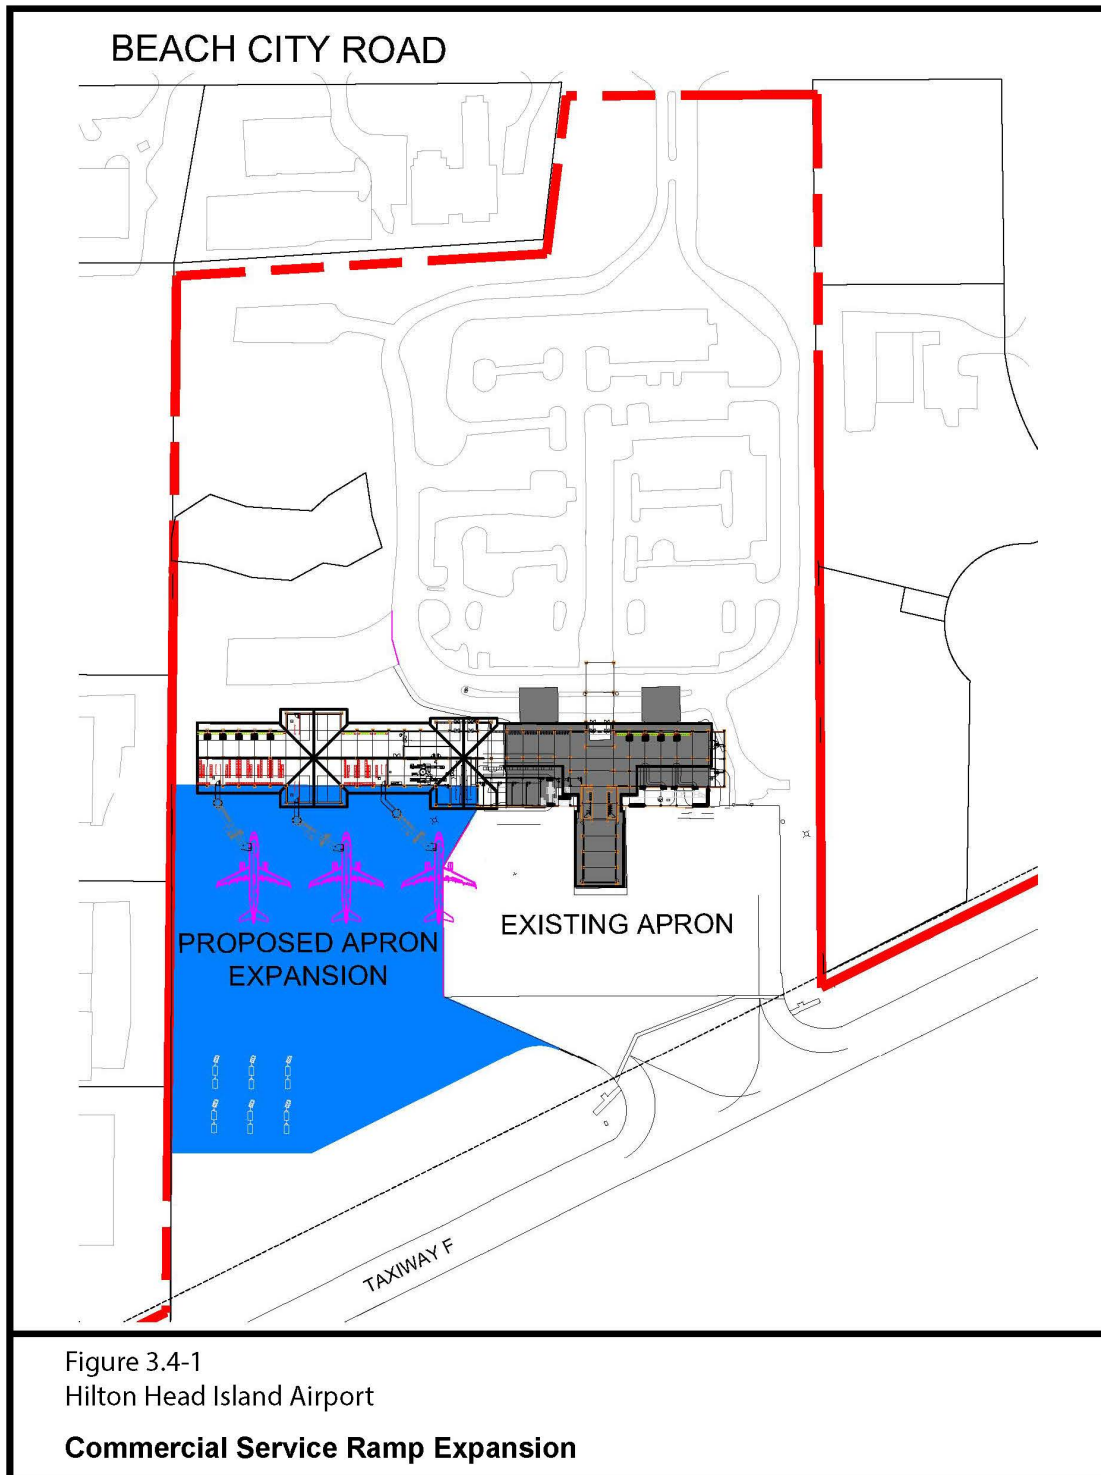 BEACH CITY ROAD
EXISTING APRON
PROPOSED APRON
EXPANSION
TAXIWAY F
Figure 3.4-1
Hilton Head Island Airport
Commercial Service Ramp Expansion